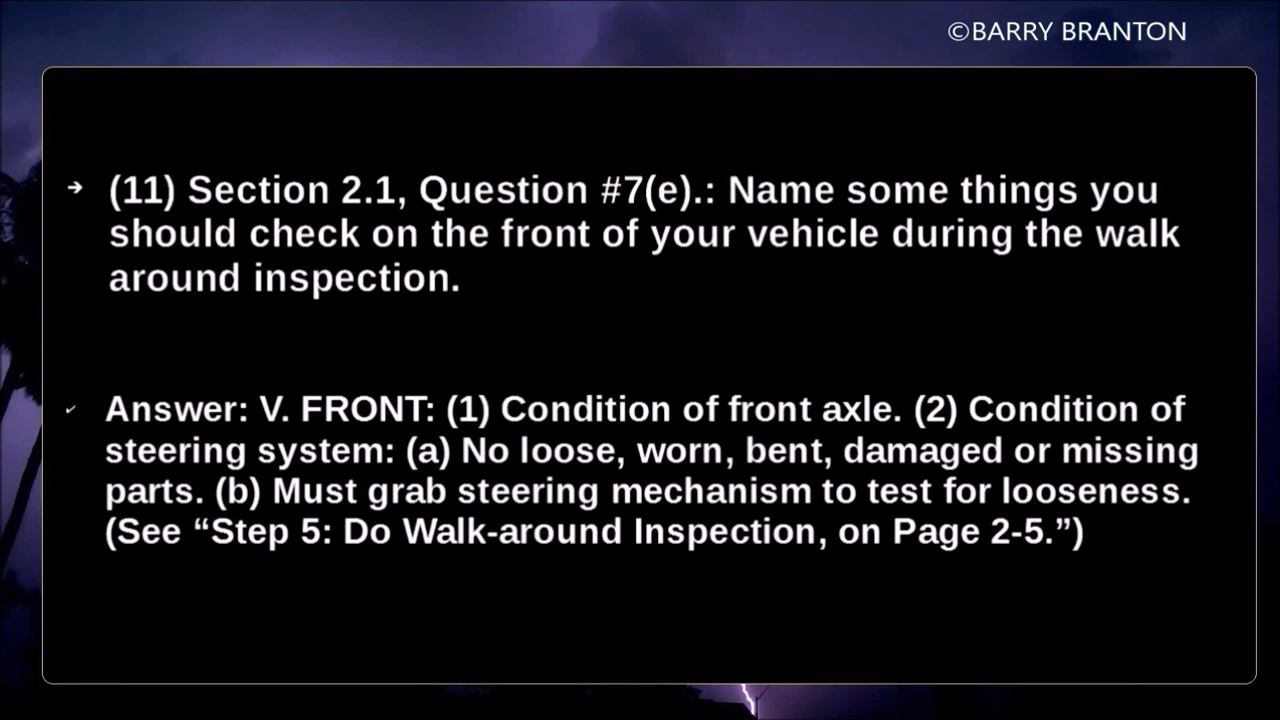 ©BARRY BRANTON
➔ (11) Section 2.1, Question #7(e).: Name some things you
should check on the front of your vehicle during the walk
around inspection.
✓ Answer: V. FRONT: (1) Condition of front axle. (2) Condition of
steering system: (a) No loose, worn, bent, damaged or missing
parts. (b) Must grab steering mechanism to test for looseness.
(See “Step 5: Do Walk-around Inspection, on Page 2-5.”)